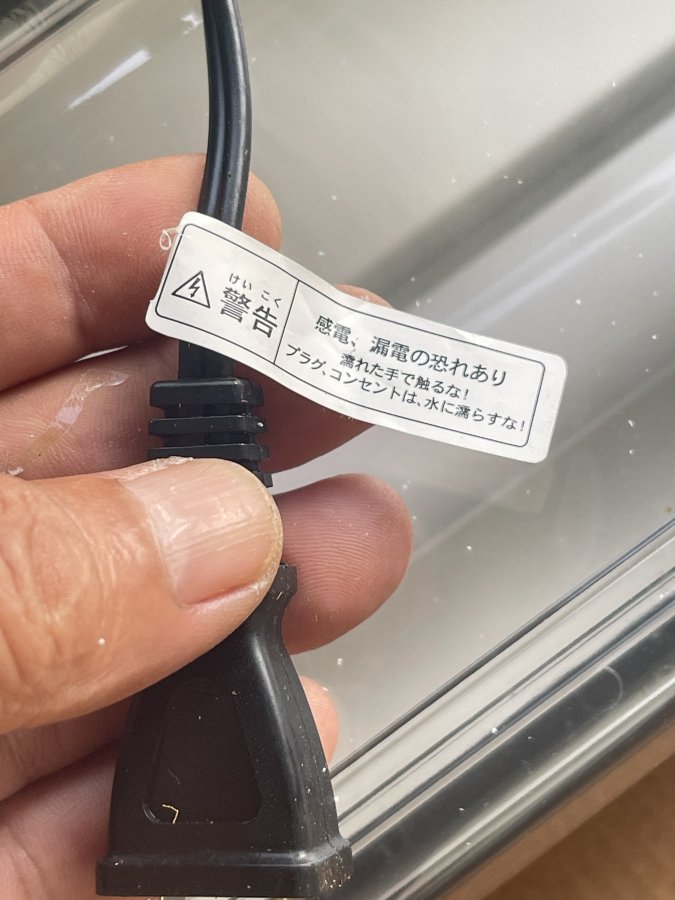 けいこく
警告
感電、漏電の恐れあり
濡れた手で触るな!
プラグ、コンセントは、水に濡らすな!